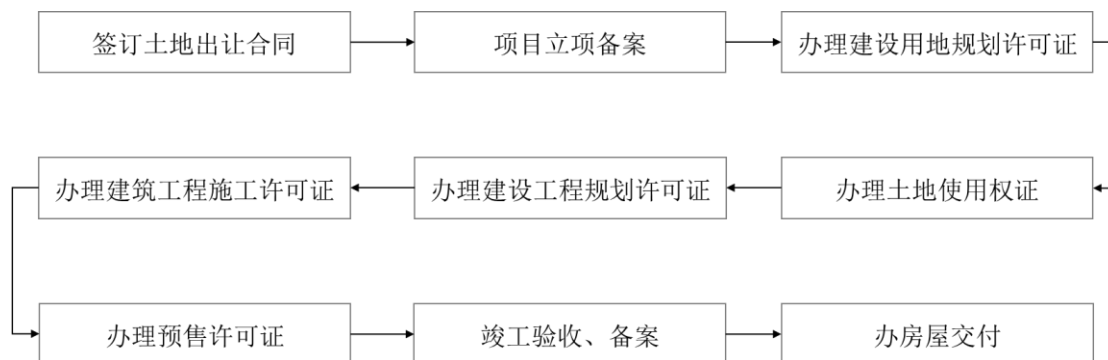 签订土地出让合同
项目立项备案
办理建设用地规划许可证
办理土地使用权证
办理建设工程规划许可证
办理建筑工程施工许可证
办理预售许可证
竣工验收、备案
办房屋交付